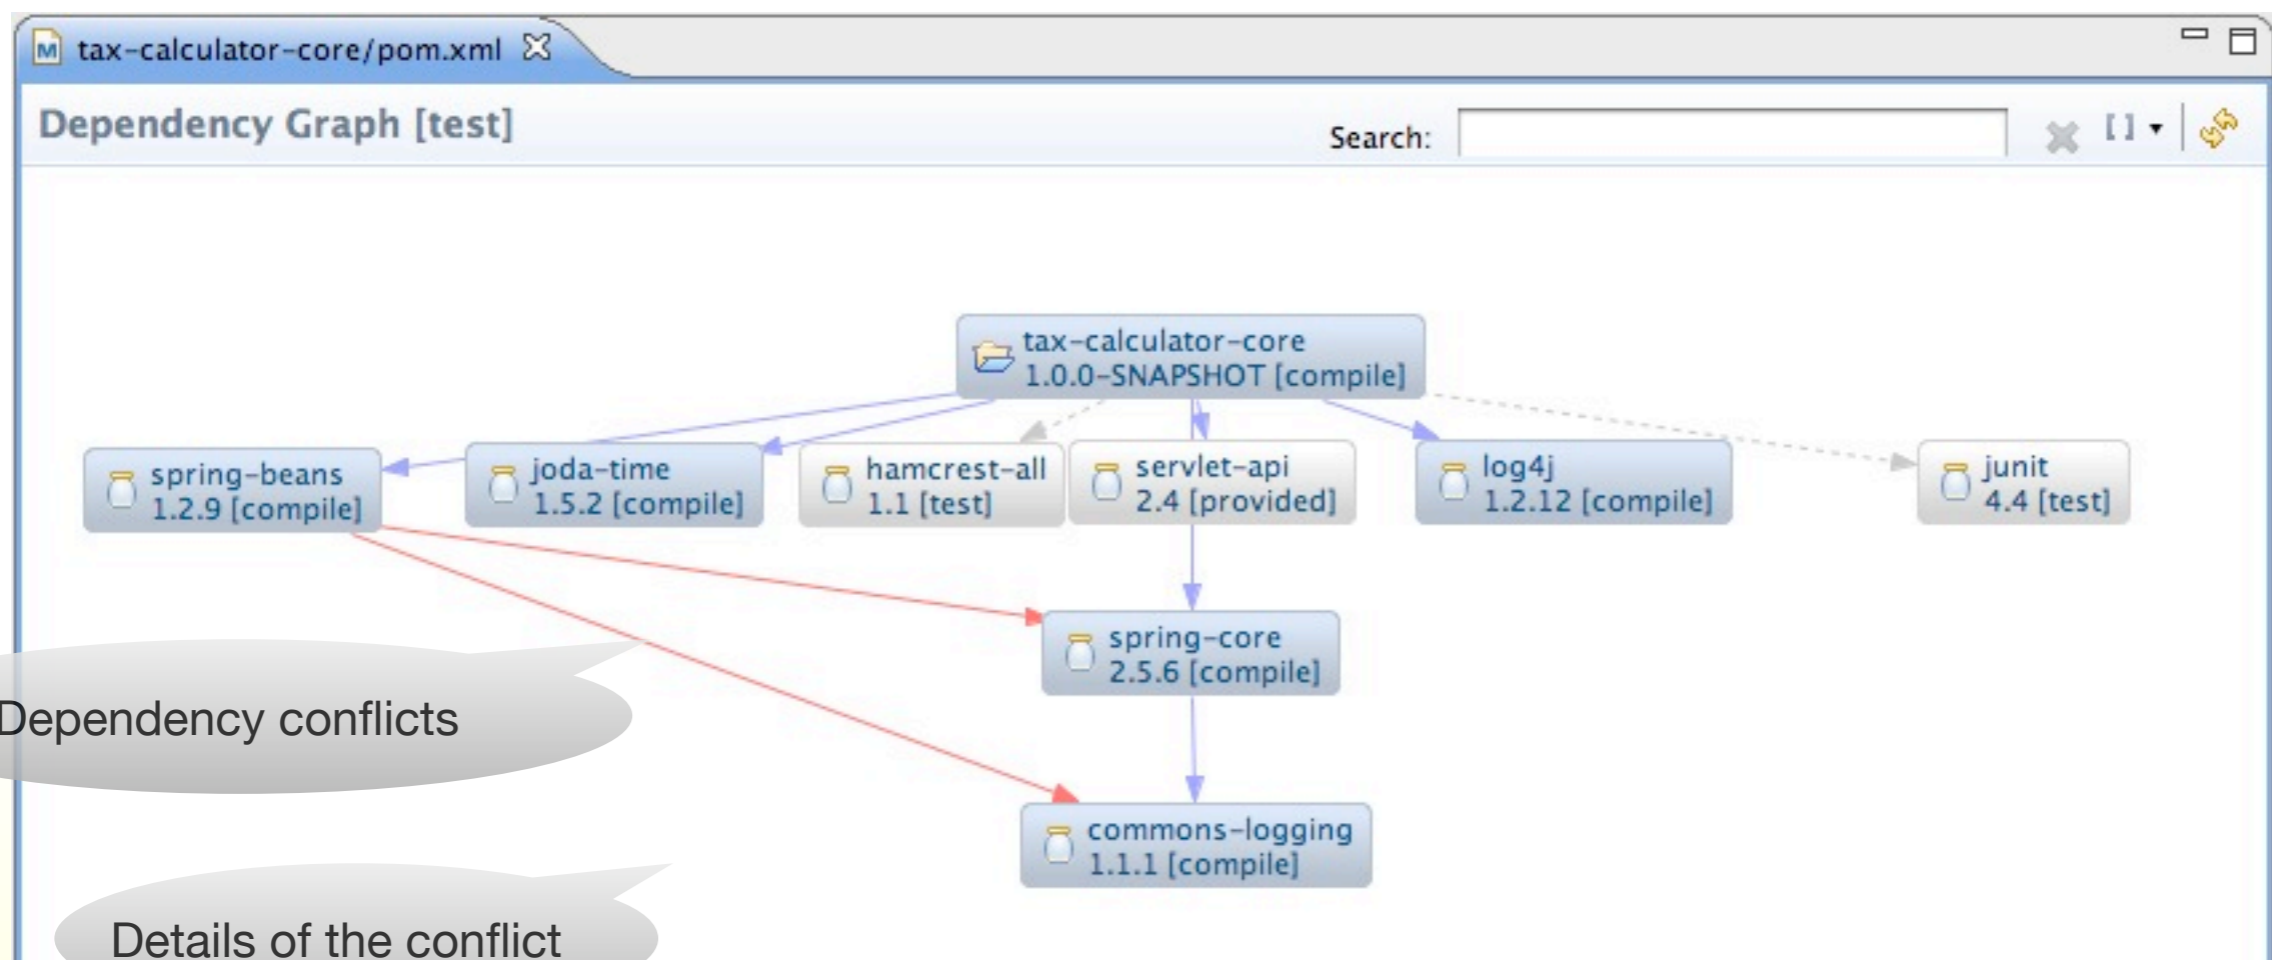 tax-calculator-core/pom.xml
Dependency Graph [test]
Search:
tax-calculator-core
1.0.0-SNAPSHOT [compile]
spring-beans
1.2.9 [compile]
joda-time
1.5.2 [compile]
hamcrest-all
1.1 [test]
servlet-api
2.4 [provided]
log4j
1.2.12 [compile]
junit
4.4 [test]
spring-core
2.5.6 [compile]
Dependency conflicts
commons-logging
1.1.1 [compile]
Details of the conflict